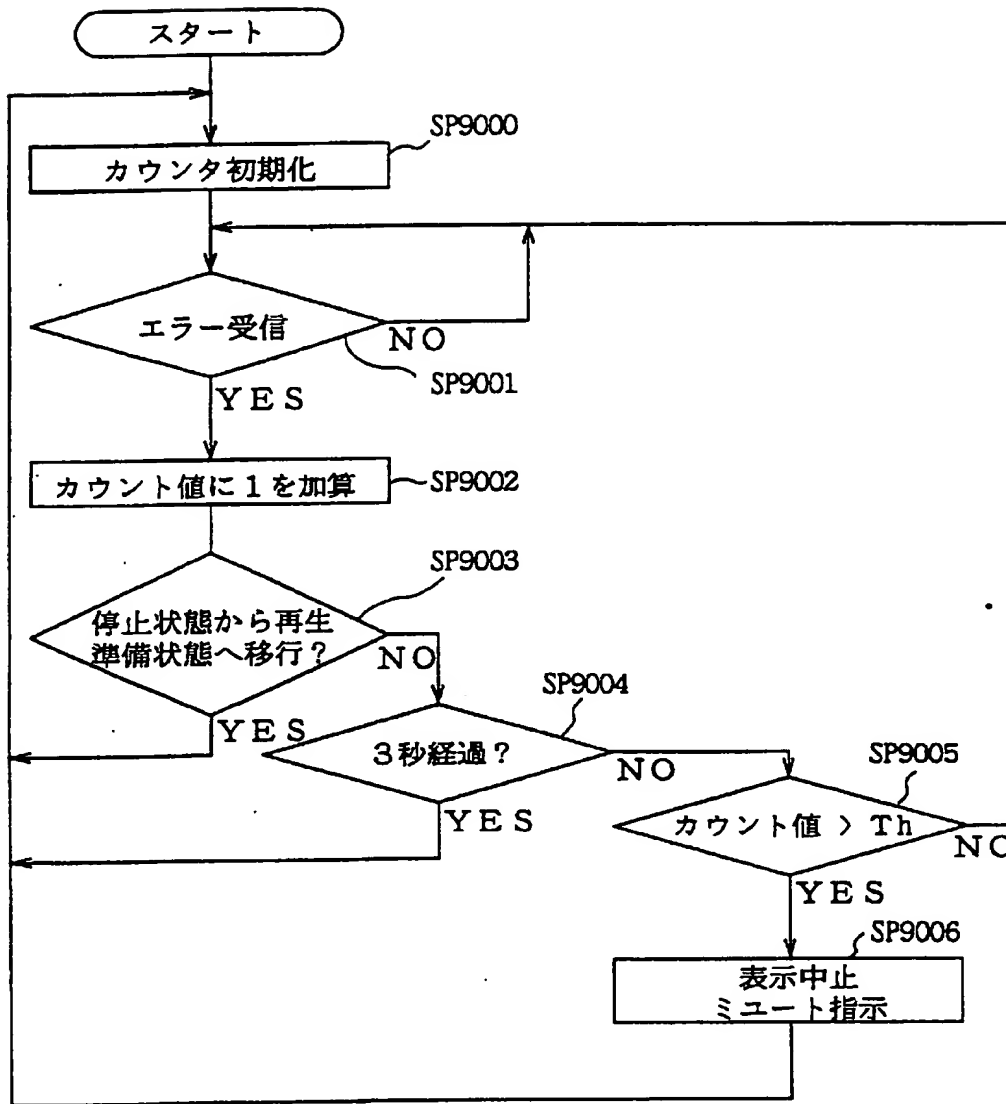 スタート
SP9000
カウンタ初期化
エラー受信
NO
SP9001
YES
カウント値に1を加算
SP9002
SP9003
停止状態から再生
準備状態へ移行?
NO
YES
SP9004
3秒経過?
NO
YES
SP9005
カウント値 > Th
NO
YES
SP9006
表示中止
ミユート指示